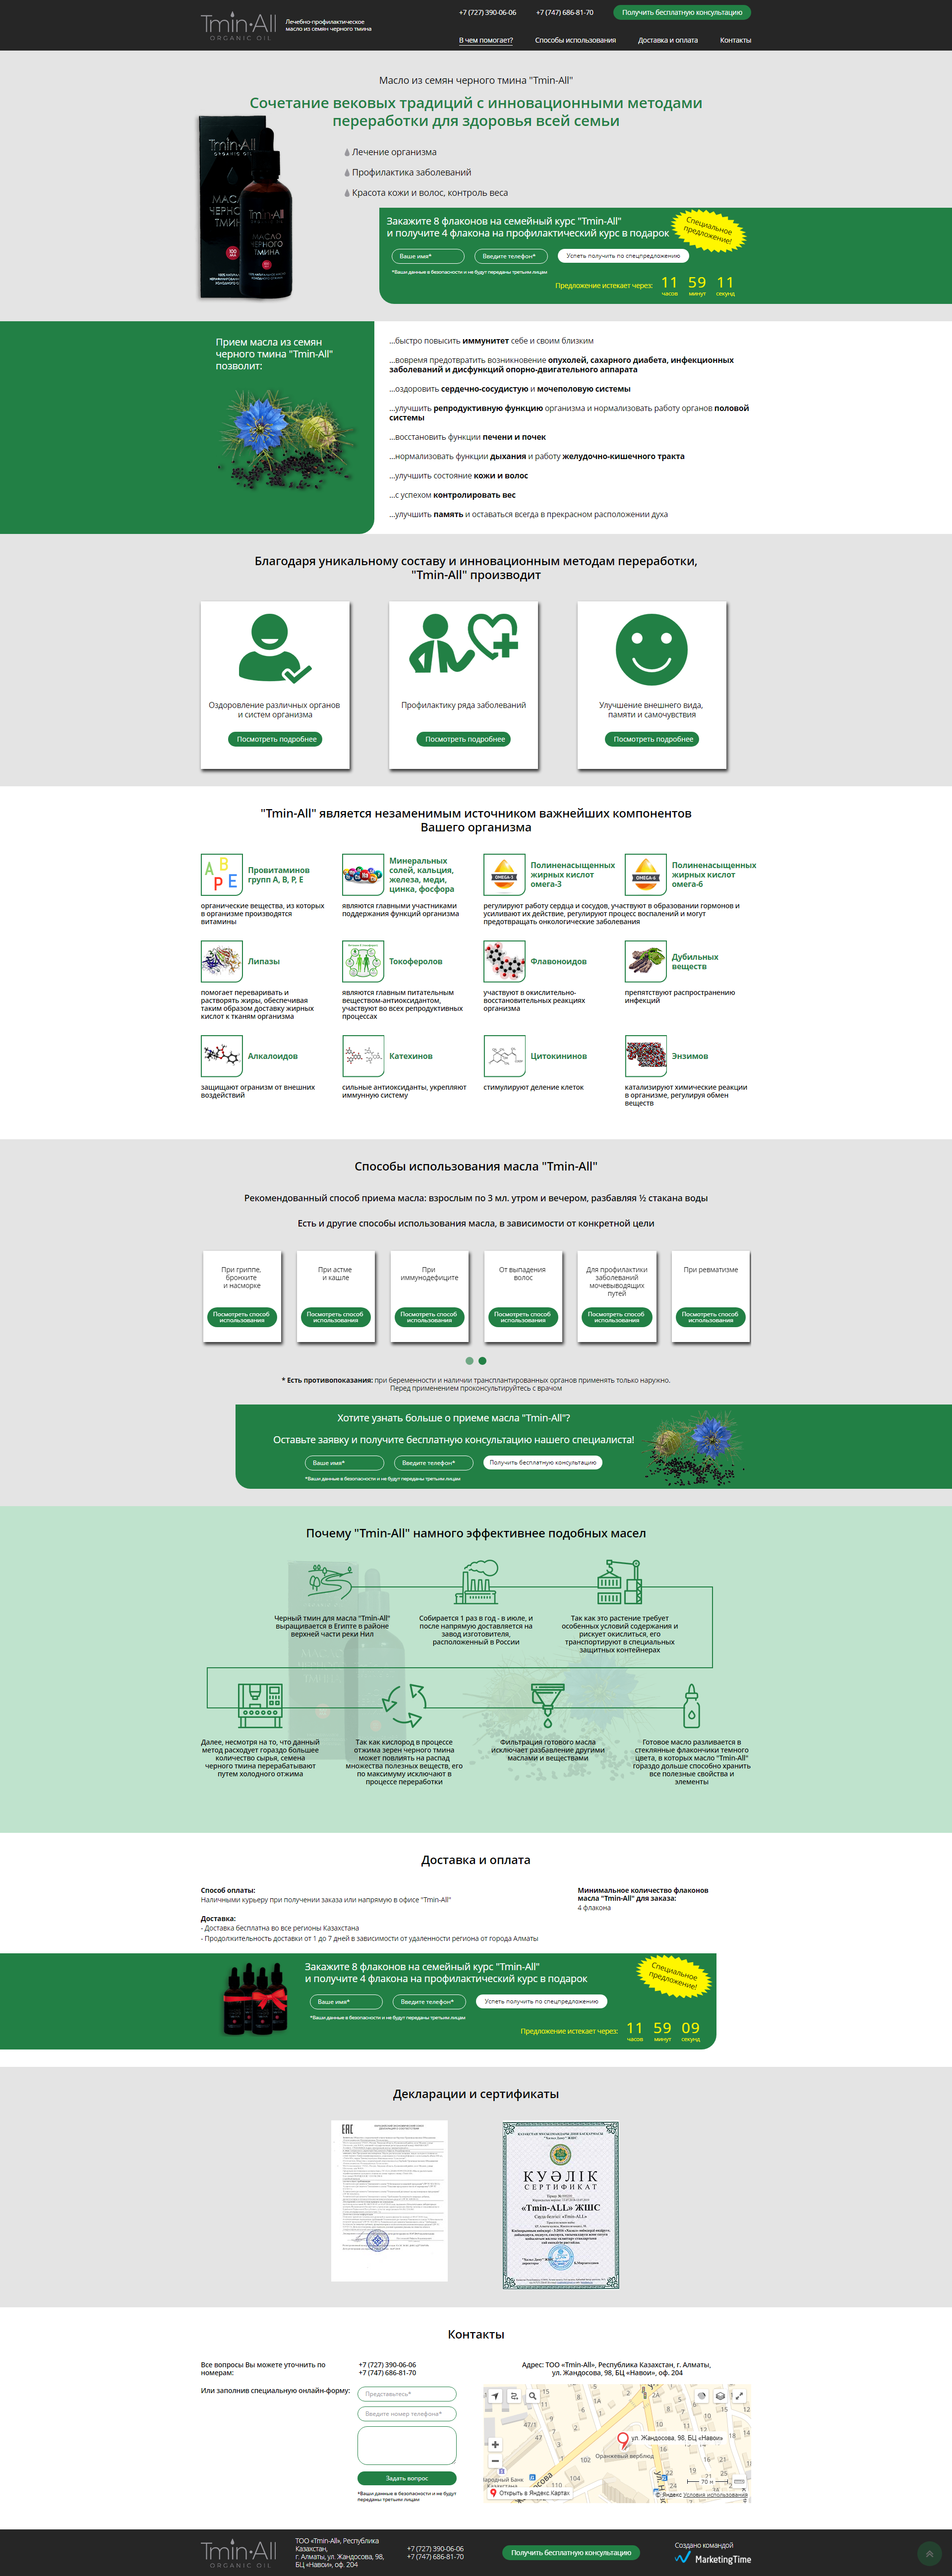 Tmin·All
ORGANIC OIL
Лечебно-профилактическое
масло из семян черного тмина
+7 (727) 390-06-06
+7 (747) 686-81-70
Получить бесплатную консультацию
В чем помогает?
Способы использования
Доставка и оплата
Контакты
Масло из семян черного тмина "Tmin-All"
Сочетание вековых традиций с инновационными методами
переработки для здоровья всей семьи
Лечение организма
Профилактика заболеваний
Красота кожи и волос, контроль веса
Закажите 8 флаконов на семейный курс "Tmin-All"
и получите 4 флакона на профилактический курс в подарок
Специальное
предложение!
Ваше имя*
Введите телефон*
Успеть получить по спецпредложению
*Ваши данные в безопасности и не будут переданы третьим лицам
Предложение истекает через:
11 59 11
часов минут секунд
Прием масла из семян
черного тмина "Tmin-All"
позволит:
...быстро повысить иммунитет себе и своим близким
...вовремя предотвратить возникновение опухолей, сахарного диабета, инфекционных
заболеваний и дисфункций опорно-двигательного аппарата
...оздоровить сердечно-сосудистую и мочеполовую системы
...улучшить репродуктивную функцию организма и нормализовать работу органов половой
системы
...восстановить функции печени и почек
...нормализовать функции дыхания и работу желудочно-кишечного тракта
...улучшить состояние кожи и волос
...с успехом контролировать вес
...улучшить память и оставаться всегда в прекрасном расположении духа
Благодаря уникальному составу и инновационным методам переработки,
"Tmin-All" производит
Оздоровление различных органов
и систем организма
Посмотреть подробнее
Профилактику ряда заболеваний
Посмотреть подробнее
Улучшение внешнего вида,
памяти и самочувствия
Посмотреть подробнее
"Tmin-All" является незаменимым источником важнейших компонентов
Вашего организма
Провитаминов
групп A, B, P, E
органические вещества, из которых
в организме производятся
витамины
Минеральных
солей, кальция,
железа, меди,
цинка, фосфора
являются главными участниками
поддержания функций организма
OMEGA-3
Полиненасыщенных
жирных кислот
омега-3
OMEGA-6
Полиненасыщенных
жирных кислот
омега-6
регулируют работу сердца и сосудов, участвуют в образовании гормонов и
усиливают их действие, регулируют процесс воспалений и могут
предотвращать онкологические заболевания
Липазы
помогает переваривать и
растворять жиры, обеспечивая
таким образом доставку жирных
кислот к тканям организма
Токоферолов
являются главным питательным
веществом-антиоксидантом,
участвуют во всех репродуктивных
процессах
Флавоноидов
участвуют в окислительно-
восстановительных реакциях
организма
Дубильных
веществ
препятствуют распространению
инфекций
Алкалоидов
защищают огранизм от внешних
воздействий
Катехинов
сильные антиоксиданты, укрепляют
иммунную систему
Цитокининов
стимулируют деление клеток
Энзимов
катализируют химические реакции
в организме, регулируя обмен
веществ
Способы использования масла "Tmin-All"
Рекомендованный способ приема масла: взрослым по 3 мл. утром и вечером, разбавляя ½ стакана воды
Есть и другие способы использования масла, в зависимости от конкретной цели
При гриппе,
бронхите
и насморке
Посмотреть способ
использования
При астме
и кашле
Посмотреть способ
использования
При
иммунодефиците
Посмотреть способ
использования
От выпадения
волос
Посмотреть способ
использования
Для профилактики
заболеваний
мочевыводящих
путей
Посмотреть способ
использования
При ревматизме
Посмотреть способ
использования
* Есть противопоказания: при беременности и наличии трансплантированных органов применять только наружно.
Перед применением проконсультируйтесь с врачом
Хотите узнать больше о приеме масла "Tmin-All"?
Оставьте заявку и получите бесплатную консультацию нашего специалиста!
Ваше имя*
Введите телефон*
Получить бесплатную консультацию
*Ваши данные в безопасности и не будут переданы третьим лицам
Почему "Tmin-All" намного эффективнее подобных масел
Черный тмин для масла "Tmin-All"
выращивается в Египте в районе
верхней части реки Нил
Собирается 1 раз в год - в июле, и
после напрямую доставляется на
завод изготовителя,
расположенный в России
Так как это растение требует
особенных условий содержания и
рискует окислиться, его
транспортируют в специальных
защитных контейнерах
Далее, несмотря на то, что данный
метод расходует гораздо большее
количество сырья, семена
черного тмина перерабатывают
путем холодного отжима
Так как кислород в процессе
отжима зерен черного тмина
может повлиять на распад
множества полезных веществ, его
по максимуму исключают в
процессе переработки
Фильтрация готового масла
исключает разбавление другими
маслами и веществами
Готовое масло разливается в
стеклянные флакончики темного
цвета, в которых масло "Tmin-All"
гораздо дольше способно хранить
все полезные свойства и
элементы
Доставка и оплата
Способ оплаты:
Наличными курьеру при получении заказа или напрямую в офисе "Tmin-All"
Доставка:
- Доставка бесплатна во все регионы Казахстана
- Продолжительность доставки от 1 до 7 дней в зависимости от удаленности региона от города Алматы
Минимальное количество флаконов
масла "Tmin-All" для заказа:
4 флакона
Закажите 8 флаконов на семейный курс "Tmin-All"
и получите 4 флакона на профилактический курс в подарок
Специальное
предложение!
Ваше имя*
Введите телефон*
Успеть получить по спецпредложению
*Ваши данные в безопасности и не будут переданы третьим лицам
Предложение истекает через:
11 59 09
часов минут секунд
Декларации и сертификаты
EAC
КУӘЛІК
СЕРТИФИКАТ
«Tmin-ALL» ЖШС
Контакты
Все вопросы Вы можете уточнить по
номерам:
+7 (727) 390-06-06
+7 (747) 686-81-70
Или заполнив специальную онлайн-форму:
Представьтесь*
Введите номер телефона*
Задать вопрос
*Ваши данные в безопасности и не будут
переданы третьим лицам
Адрес: ТОО «Tmin-All», Республика Казахстан, г. Алматы,
ул. Жандосова, 98, БЦ «Навои», оф. 204
ул. Жандосова, 98, БЦ «Навои»
Оранжевый верблюд
Открыть в Яндекс.Картах
70 м
© Яндекс Условия использования
Tmin·All
ORGANIC OIL
ТОО «Tmin-All», Республика
Казахстан,
г. Алматы, ул. Жандосова, 98,
БЦ «Навои», оф. 204
+7 (727) 390-06-06
+7 (747) 686-81-70
Получить бесплатную консультацию
Создано командой
MarketingTime